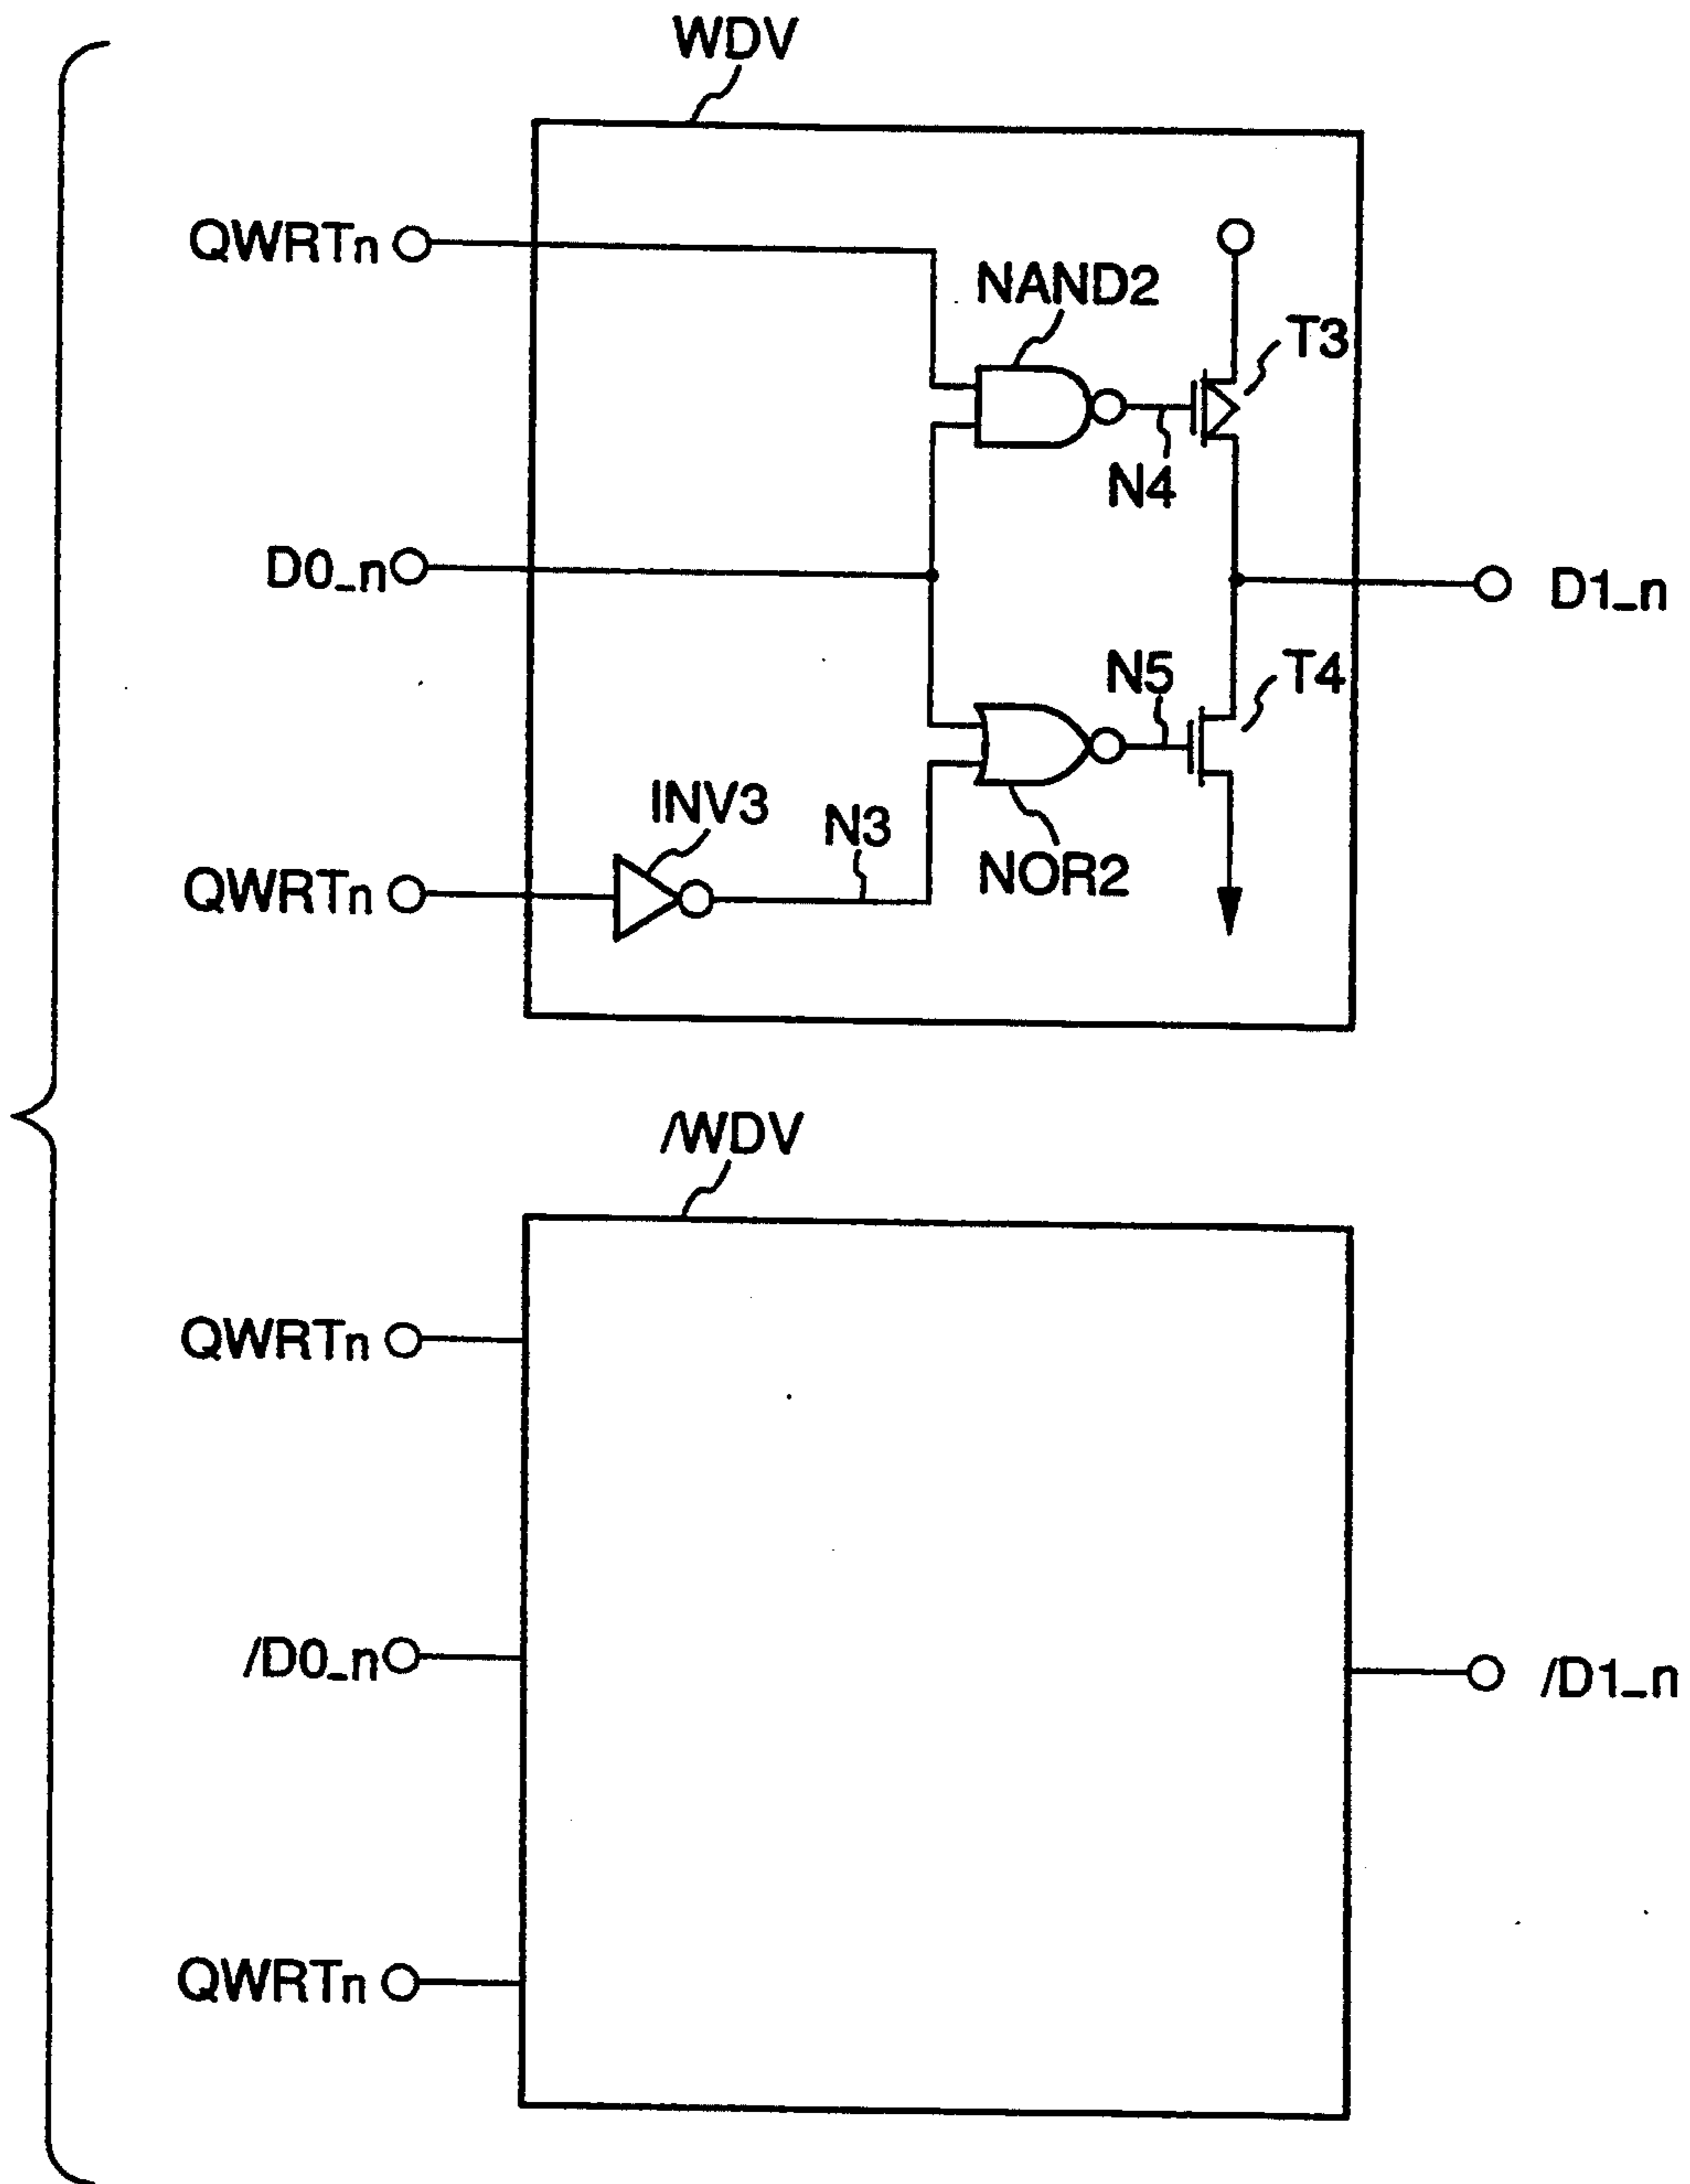 WDV
QWRTn
NAND2
T3
N4
D0_n
D1_n
N5
T4
INV3
N3
NOR2
QWRTn
/WDV
QWRTn
/D0_n
/D1_n
QWRTn